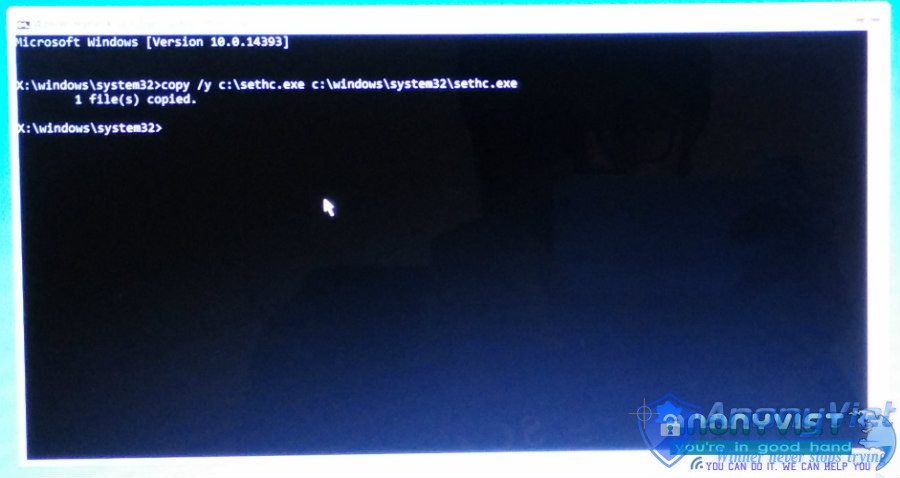 Microsoft Windows [Version 10.0.14393]
X:\windows\system32>copy /y c:\sethc.exe c:\windows\system32\sethc.exe
1 file(s) copied.
X:\windows\system32>
AnonyViet
NONYVIST
you're in good hand
Winner never stops trying
YOU CAN DO IT. WE CAN HELP YOU